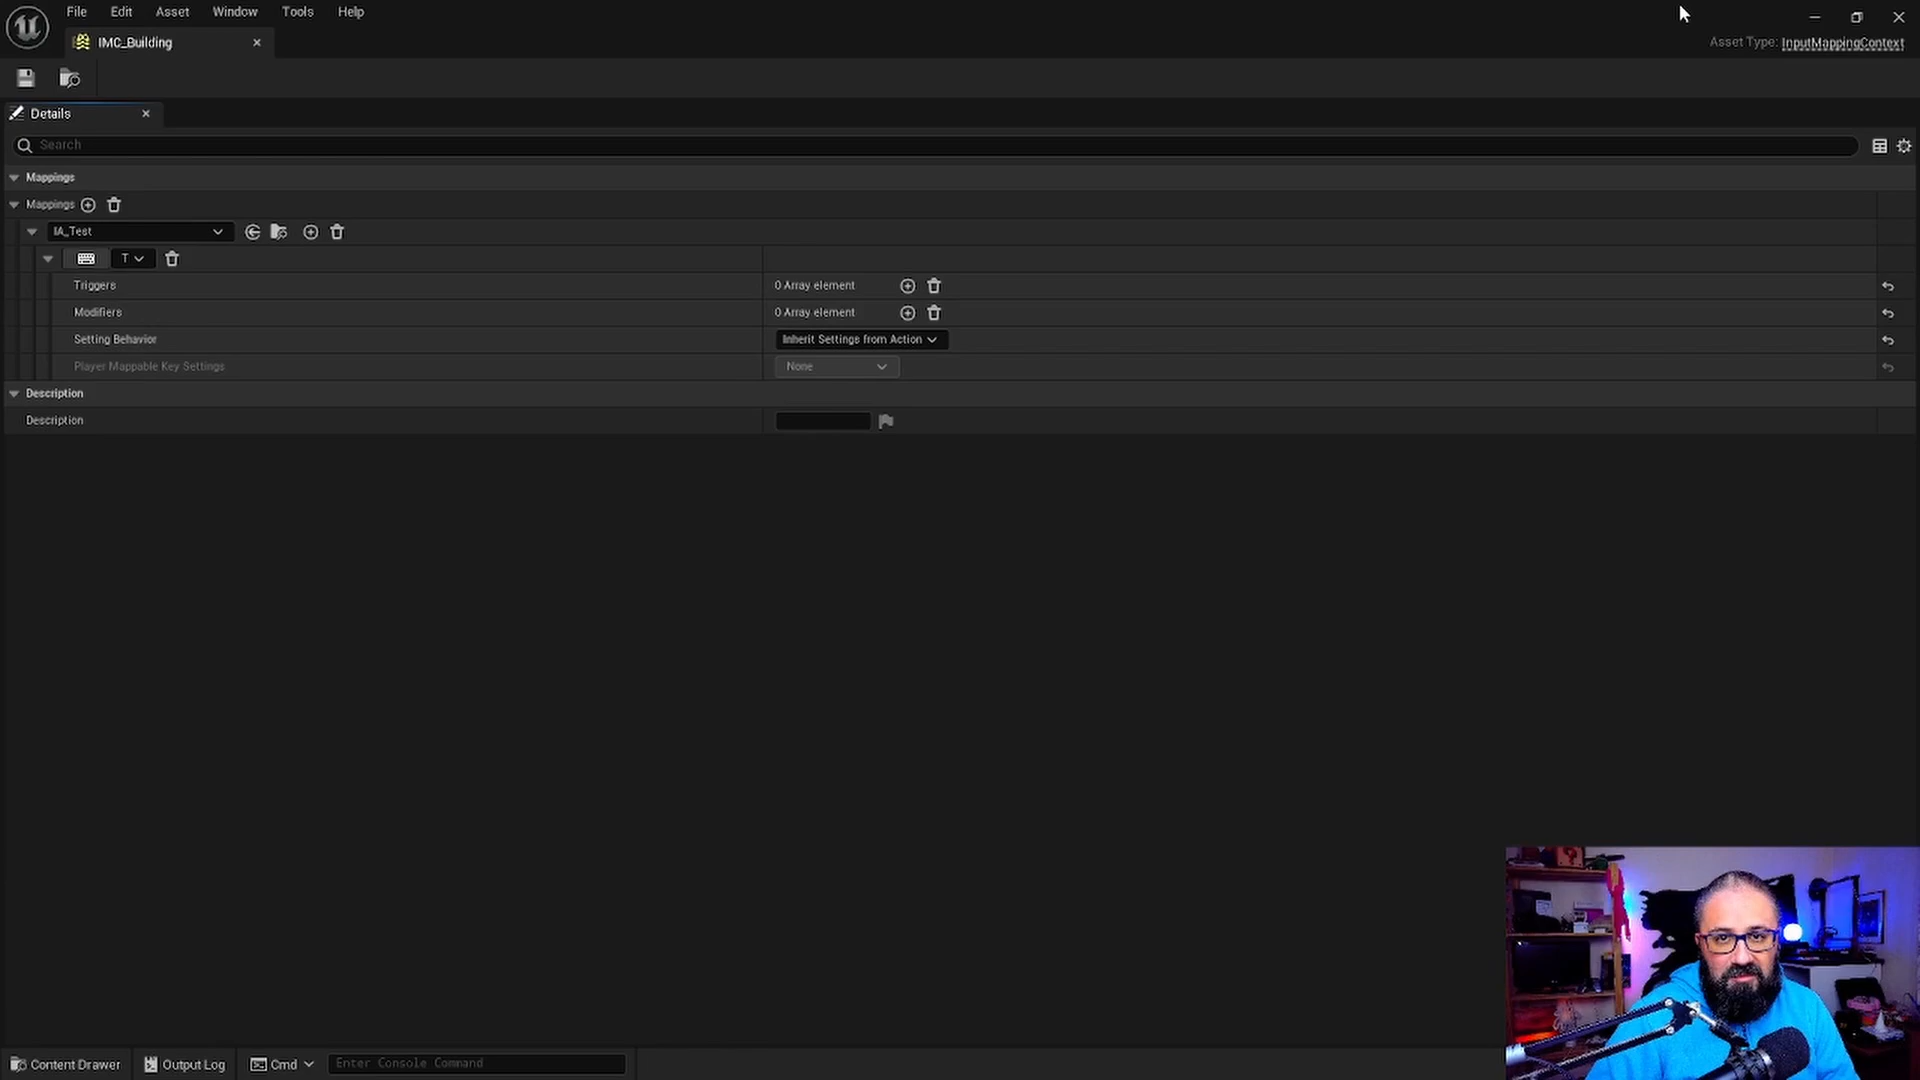 File Edit Asset Window Tools Help
IMC_Building
Asset Type: InputMappingContext
Details
Search
Mappings
Mappings
IA_Test
T
Triggers 0 Array element
Modifiers 0 Array element
Setting Behavior Inherit Settings from Action
Player Mappable Key Settings None
Description
Description
Content Drawer Output Log Cmd Enter Console Command